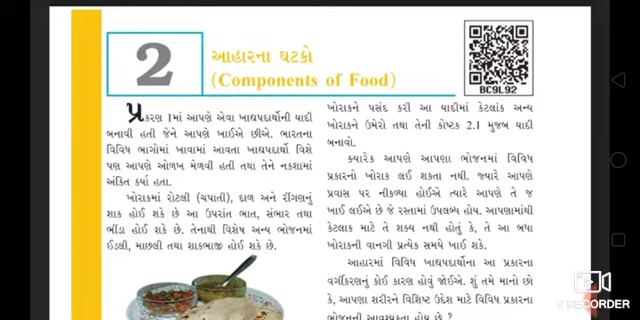 2
આહારના ઘટકો
(Components of Food)
BC9L92
પ્રકરણ 1માં આપણે એવા ખાદ્યપદાર્થોની યાદી
બનાવી હતી જેને આપણે ખાઈએ છીએ. ભારતના
વિવિધ ભાગોમાં ખાવામાં આવતા ખાદ્યપદાર્થો વિશે
પણ આપણે ઓળખ મેળવી હતી તથા તેને નકશામાં
અંકિત કર્યા હતા.
ખોરાકમાં રોટલી (ચપાતી), દાળ અને રીંગણનું
શાક હોઈ શકે છે આ ઉપરાંત ભાત, સંભાર તથા
ભીંડા હોઈ શકે છે. તેનાથી વિશેષ અન્ય ભોજનમાં
ઈડલી, માછલી તથા શાકભાજી હોઈ શકે છે.
ખોરાકને પસંદ કરી આ યાદીમાં કેટલાંક અન્ય
ખોરાકને ઉમેરો તથા તેની કોષ્ટક 2.1 મુજબ યાદી
બનાવો.
ક્યારેક આપણે આપણા ભોજનમાં વિવિધ
પ્રકારનો ખોરાક લઈ શકતા નથી. જ્યારે આપણે
પ્રવાસ પર નીકળ્યા હોઈએ ત્યારે આપણે તે જ
ખાઈ લઈએ છે જે રસ્તામાં ઉપલબ્ધ હોય. આપણામાંથી
કેટલાક માટે તે શક્ય નથી હોતું કે, તે આ બધા
ખોરાકની વાનગી પ્રત્યેક સમયે ખાઈ શકે.
આહારમાં વિવિધ ખાદ્યપદાર્થોના આ પ્રકારના
વર્ગીકરણનું કોઈ કારણ હોવું જોઈએ. શું તમે માનો છો
કે, આપણા શરીરને વિશિષ્ટ ઉદેશ માટે વિવિધ પ્રકારના
ભોજનની આવશ્યકતા હોય છે ?
V RECORDER